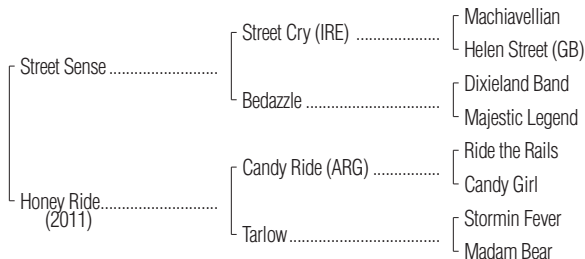 Machiavellian
Street Cry (IRE) ....................
Helen Street (GB)
Street Sense ..........................
Dixieland Band
Bedazzle ................................
Majestic Legend
Ride the Rails
Candy Ride (ARG) ................
Candy Girl
Honey Ride............................
(2011)
Stormin Fever
Tarlow....................................
Madam Bear